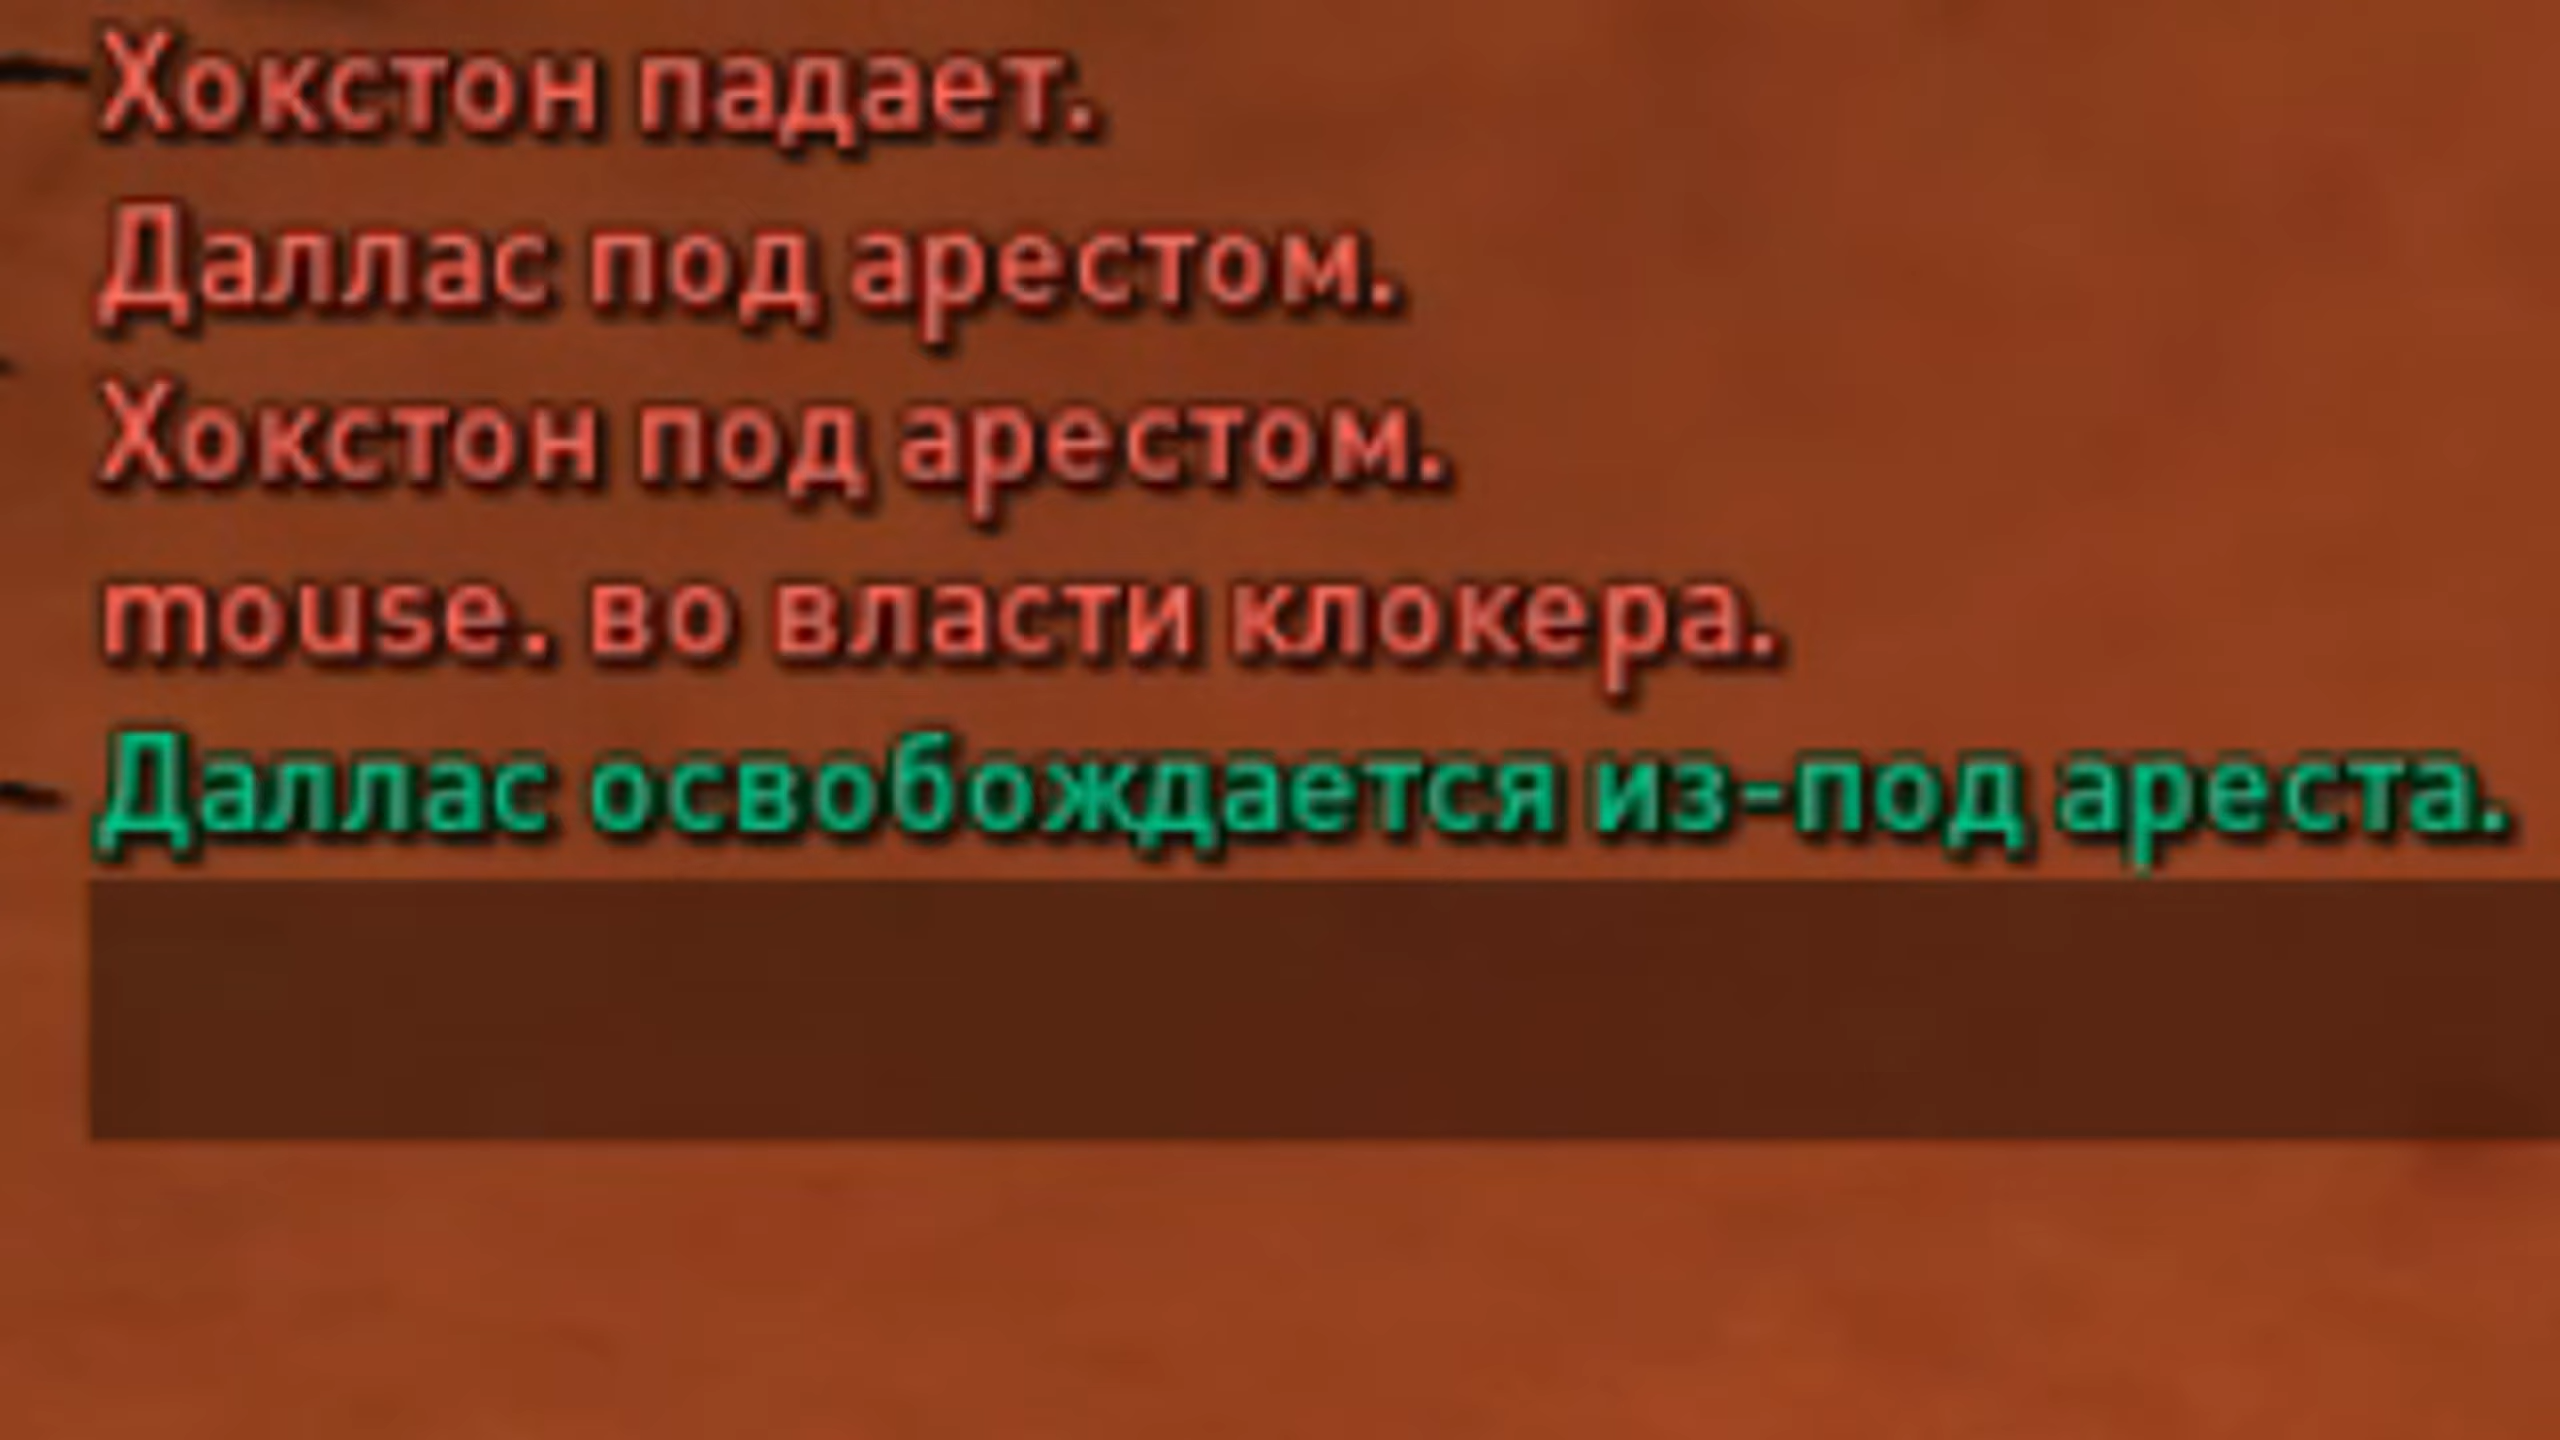 Хокстон падает.
Даллас под арестом.
Хокстон под арестом.
mouse. во власти клокера.
Даллас освобождается из-под ареста.